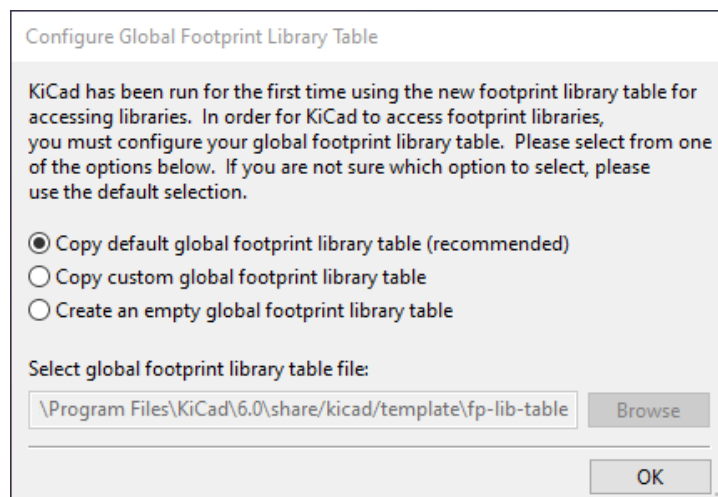 Configure Global Footprint Library Table
KiCad has been run for the first time using the new footprint library table for
accessing libraries.  In order for KiCad to access footprint libraries,
you must configure your global footprint library table.  Please select from one
of the options below.  If you are not sure which option to select, please
use the default selection.
Copy default global footprint library table (recommended)
Copy custom global footprint library table
Create an empty global footprint library table
Select global footprint library table file:
\Program Files\KiCad\6.0\share/kicad/template\fp-lib-table
Browse
OK